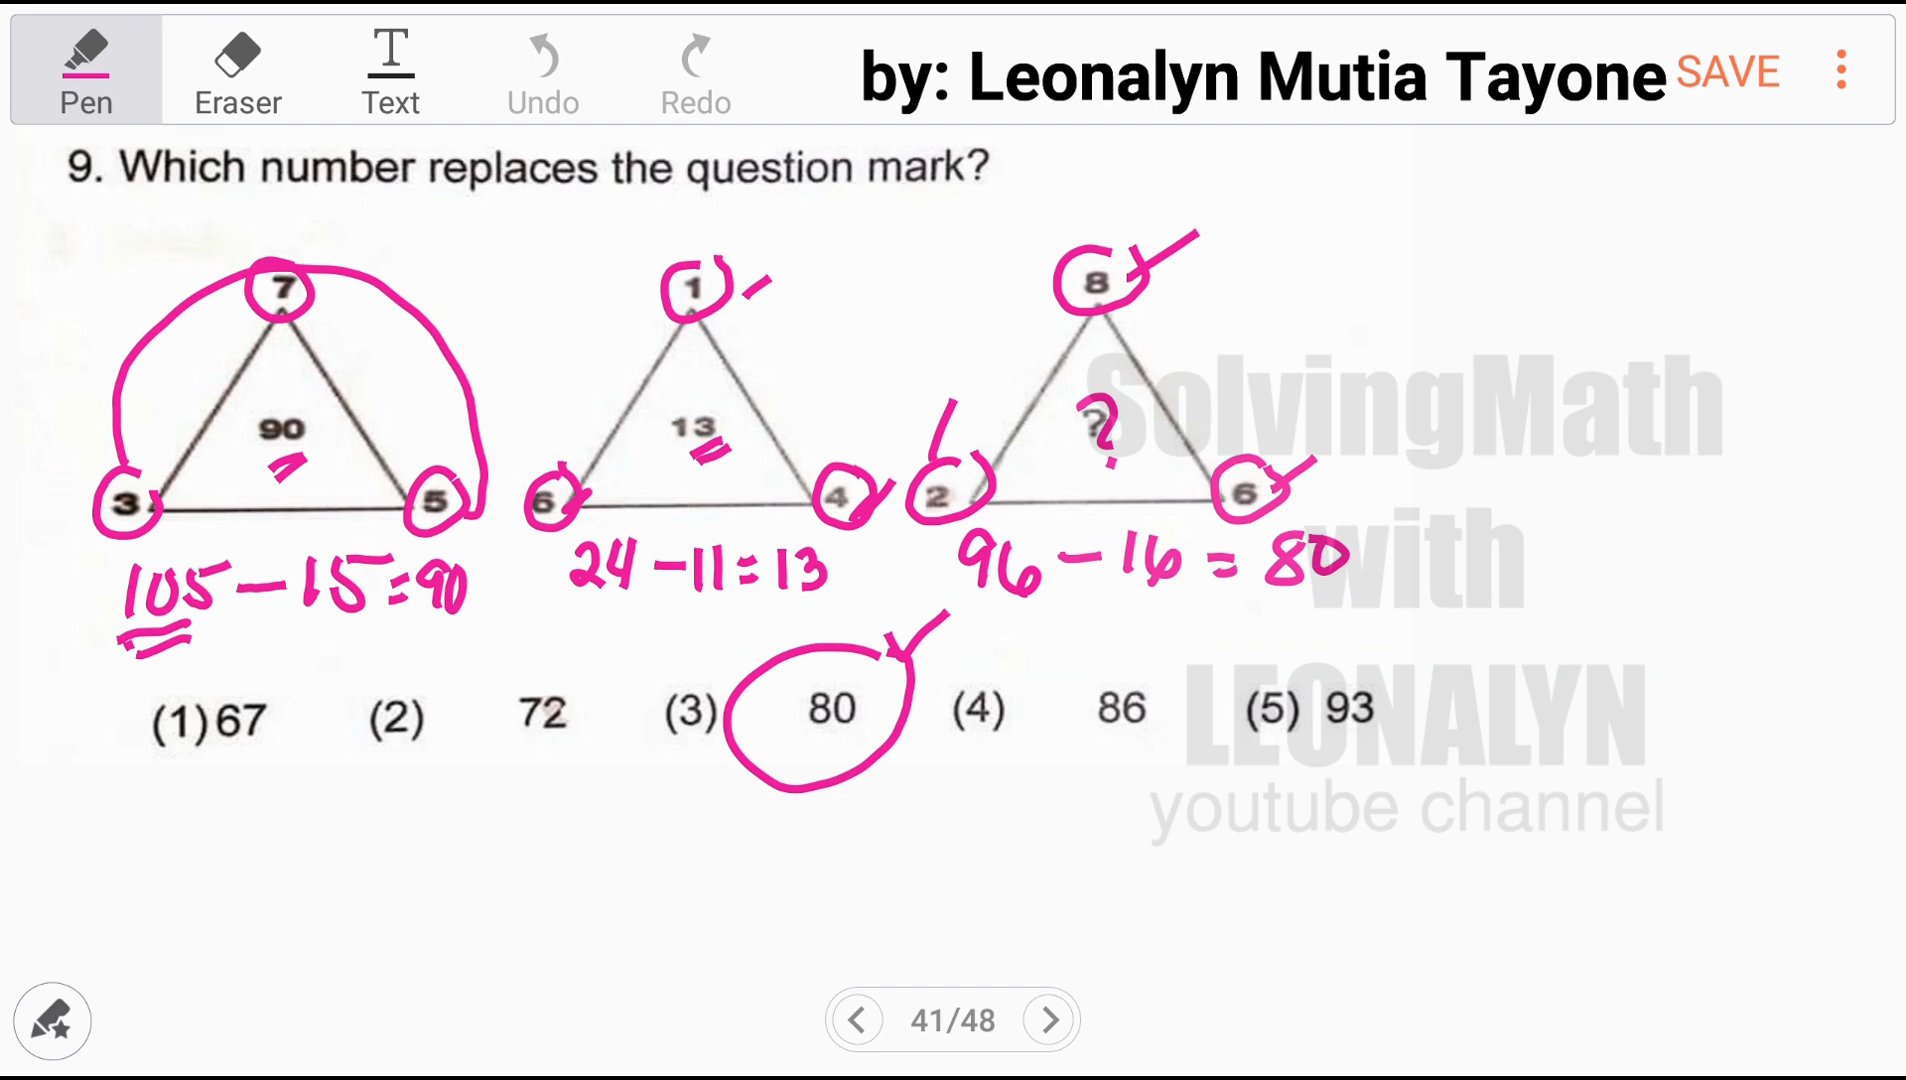 Pen Eraser Text Undo Redo by: Leonalyn Mutia Tayone SAVE
9. Which number replaces the question mark?
7 1 8
90 13 ?
3 5 6 4 2 6
105 - 15 = 90 24 - 11 = 13 96 - 16 = 80
(1) 67 (2) 72 (3) 80 (4) 86 (5) 93
SolvingMath
with
LEONALYN
youtube channel
41/48